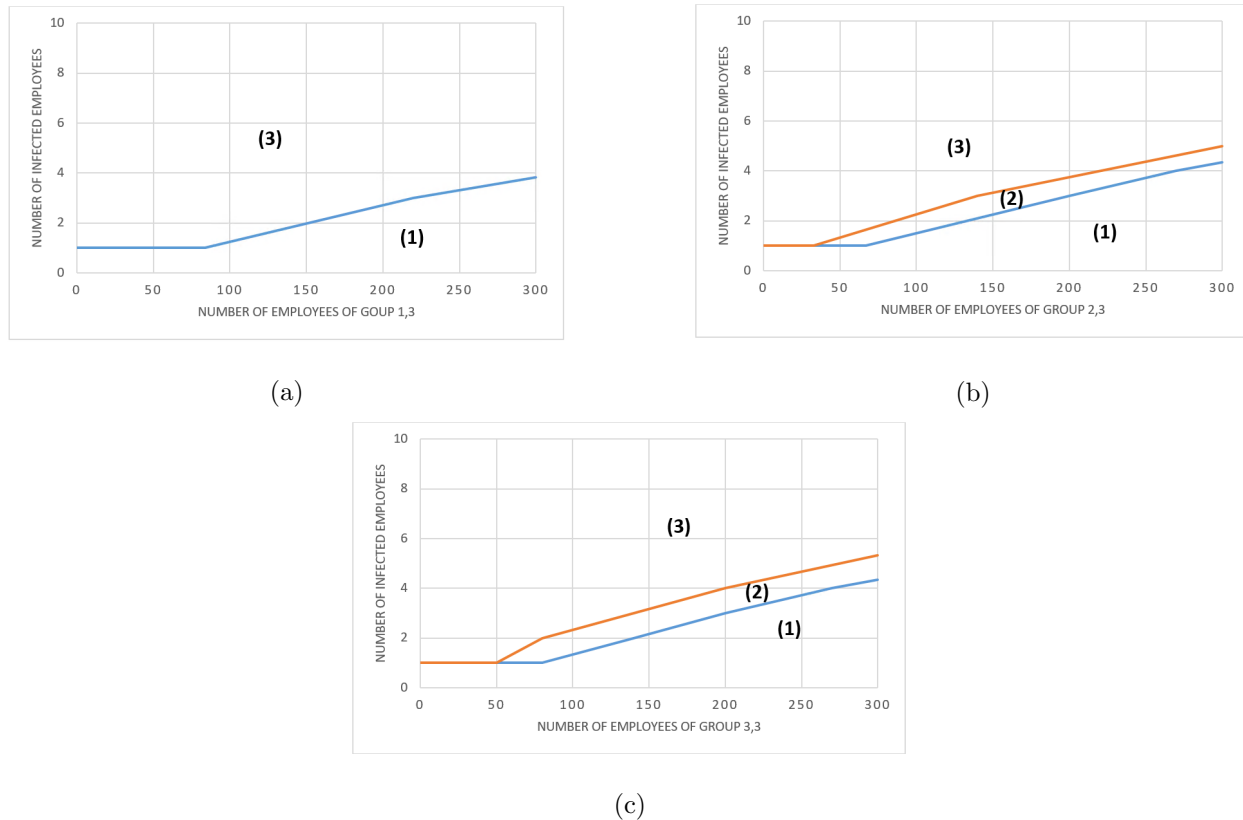 10
8
6
4
2
0
NUMBER OF INFECTED EMPLOYEES
(3)
(1)
0 50 100 150 200 250 300
NUMBER OF EMPLOYEES OF GOUP 1,3
(a)
10
8
6
4
2
0
NUMBER OF INFECTED EMPLOYEES
(3)
(2)
(1)
0 50 100 150 200 250 300
NUMBER OF EMPLOYEES OF GROUP 2,3
(b)
10
8
6
4
2
0
NUMBER OF INFECTED EMPLOYEES
(3)
(2)
(1)
0 50 100 150 200 250 300
NUMBER OF EMPLOYEES OF GROUP 3,3
(c)